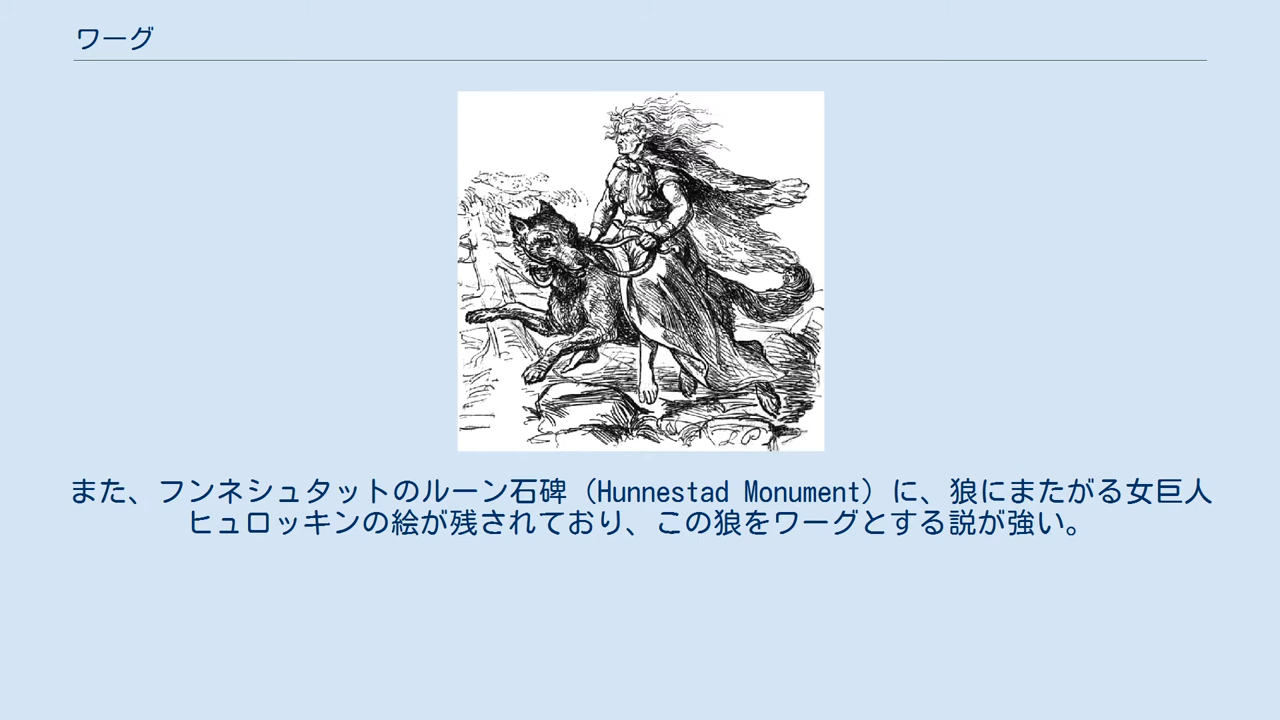 ワーグ
また、フンネシュタットのルーン石碑（Hunnestad Monument）に、狼にまたがる女巨人
ヒュロッキンの絵が残されており、この狼をワーグとする説が強い。